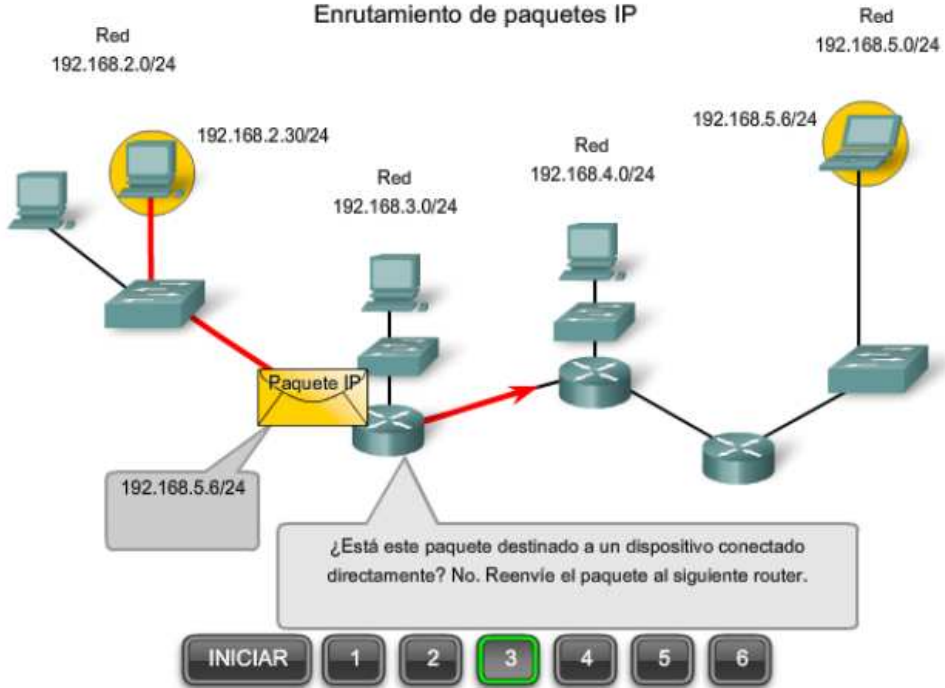 Enrutamiento de paquetes IP
Red
192.168.2.0/24
Red
192.168.5.0/24
192.168.2.30/24
192.168.5.6/24
Red
192.168.3.0/24
Red
192.168.4.0/24
Paquete IP
192.168.5.6/24
¿Está este paquete destinado a un dispositivo conectado
directamente? No. Reenvíe el paquete al siguiente router.
INICIAR
1
2
3
4
5
6